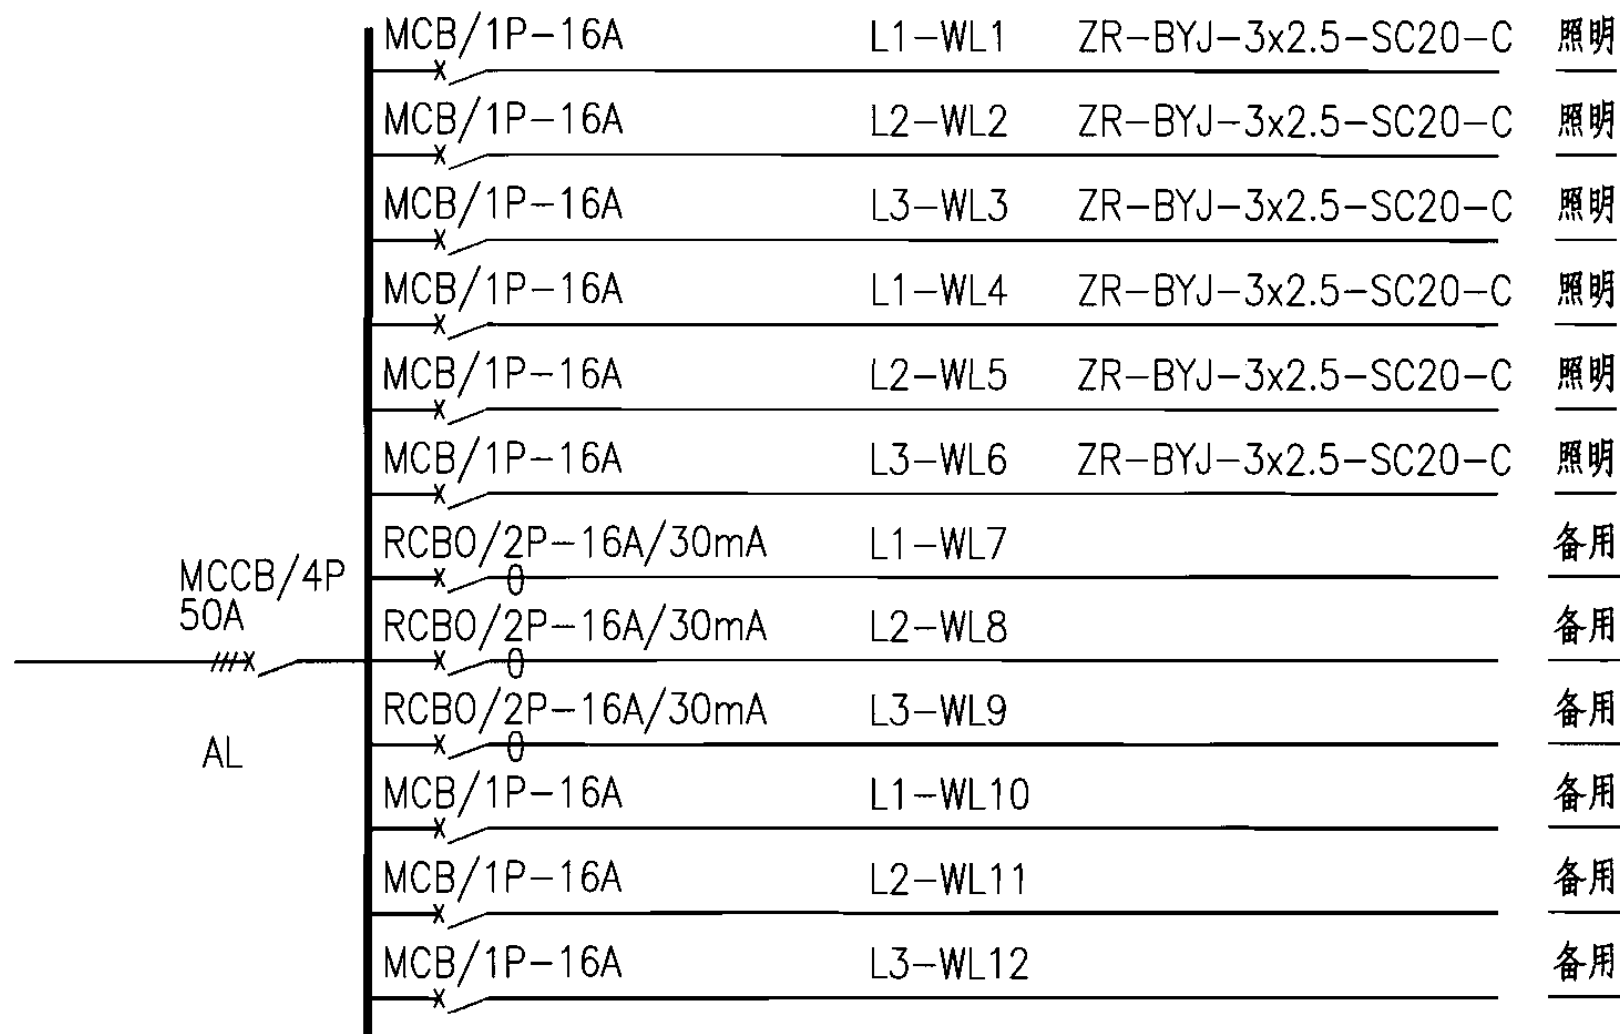 MCB/1P-16A L1-WL1 ZR-BYJ-3x2.5-SC20-C 照明
MCB/1P-16A L2-WL2 ZR-BYJ-3x2.5-SC20-C 照明
MCB/1P-16A L3-WL3 ZR-BYJ-3x2.5-SC20-C 照明
MCB/1P-16A L1-WL4 ZR-BYJ-3x2.5-SC20-C 照明
MCB/1P-16A L2-WL5 ZR-BYJ-3x2.5-SC20-C 照明
MCB/1P-16A L3-WL6 ZR-BYJ-3x2.5-SC20-C 照明
RCBO/2P-16A/30mA L1-WL7 备用
MCCB/4P
50A
RCBO/2P-16A/30mA L2-WL8 备用
RCBO/2P-16A/30mA L3-WL9 备用
AL
MCB/1P-16A L1-WL10 备用
MCB/1P-16A L2-WL11 备用
MCB/1P-16A L3-WL12 备用